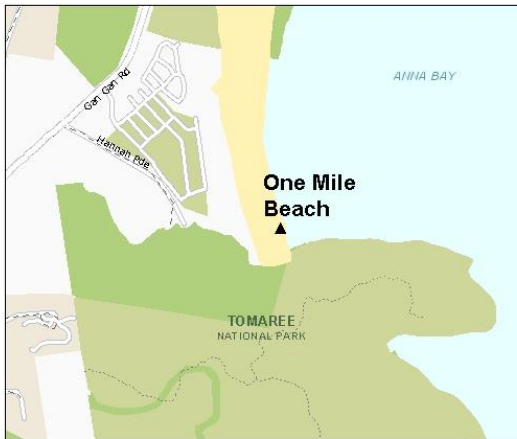 ANNA BAY
Gan Gan Rd
Hannah Pde
One Mile
Beach
TOMAREE
NATIONAL PARK